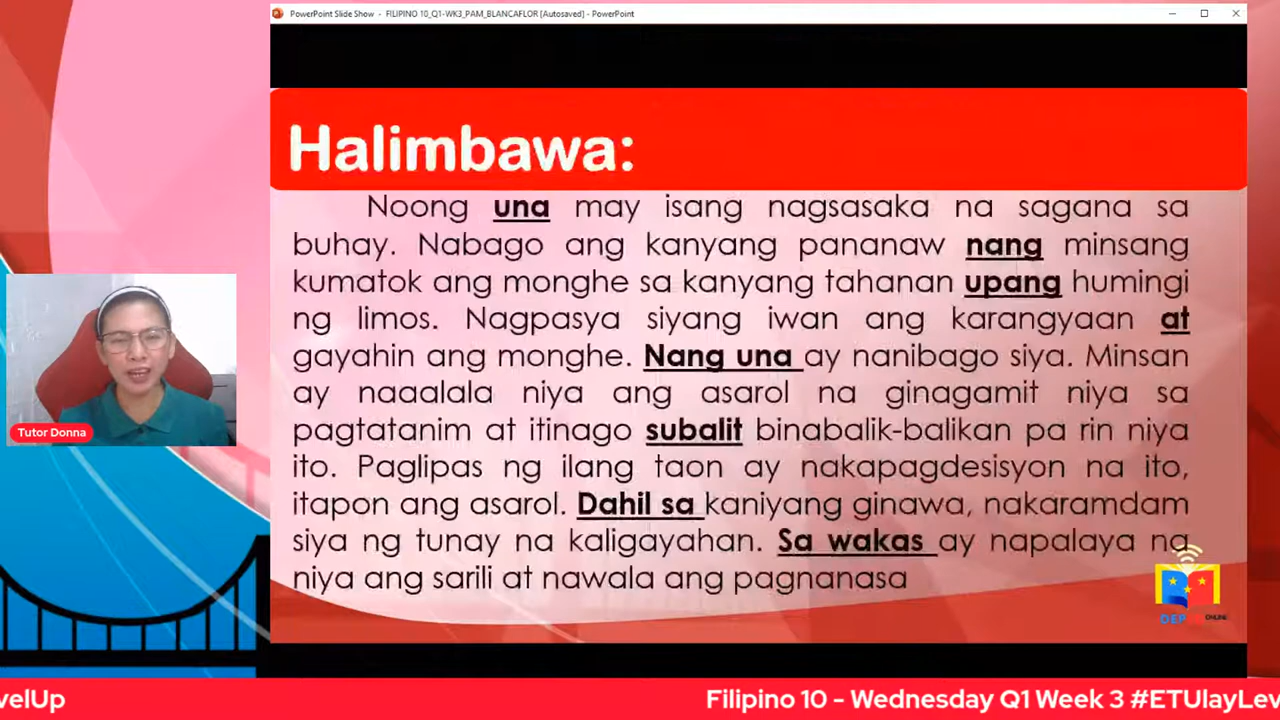 PowerPoint Slide Show - FILIPINO 10_Q1-WK3_PAM_BLANCAFLOR [Autosaved] - PowerPoint
Halimbawa:
Noong una may isang nagsasaka na sagana sa
buhay. Nabago ang kanyang pananaw nang minsang
kumatok ang monghe sa kanyang tahanan upang humingi
ng limos. Nagpasya siyang iwan ang karangyaan at
gayahin ang monghe. Nang una ay nanibago siya. Minsan
ay naaalala niya ang asarol na ginagamit niya sa
pagtatanim at itinago subalit binabalik-balikan pa rin niya
ito. Paglipas ng ilang taon ay nakapagdesisyon na ito,
itapon ang asarol. Dahil sa kaniyang ginawa, nakaramdam
siya ng tunay na kaligayahan. Sa wakas ay napalaya na
niya ang sarili at nawala ang pagnanasa
Tutor Donna
velUp
Filipino 10 - Wednesday Q1 Week 3 #ETUlayLev